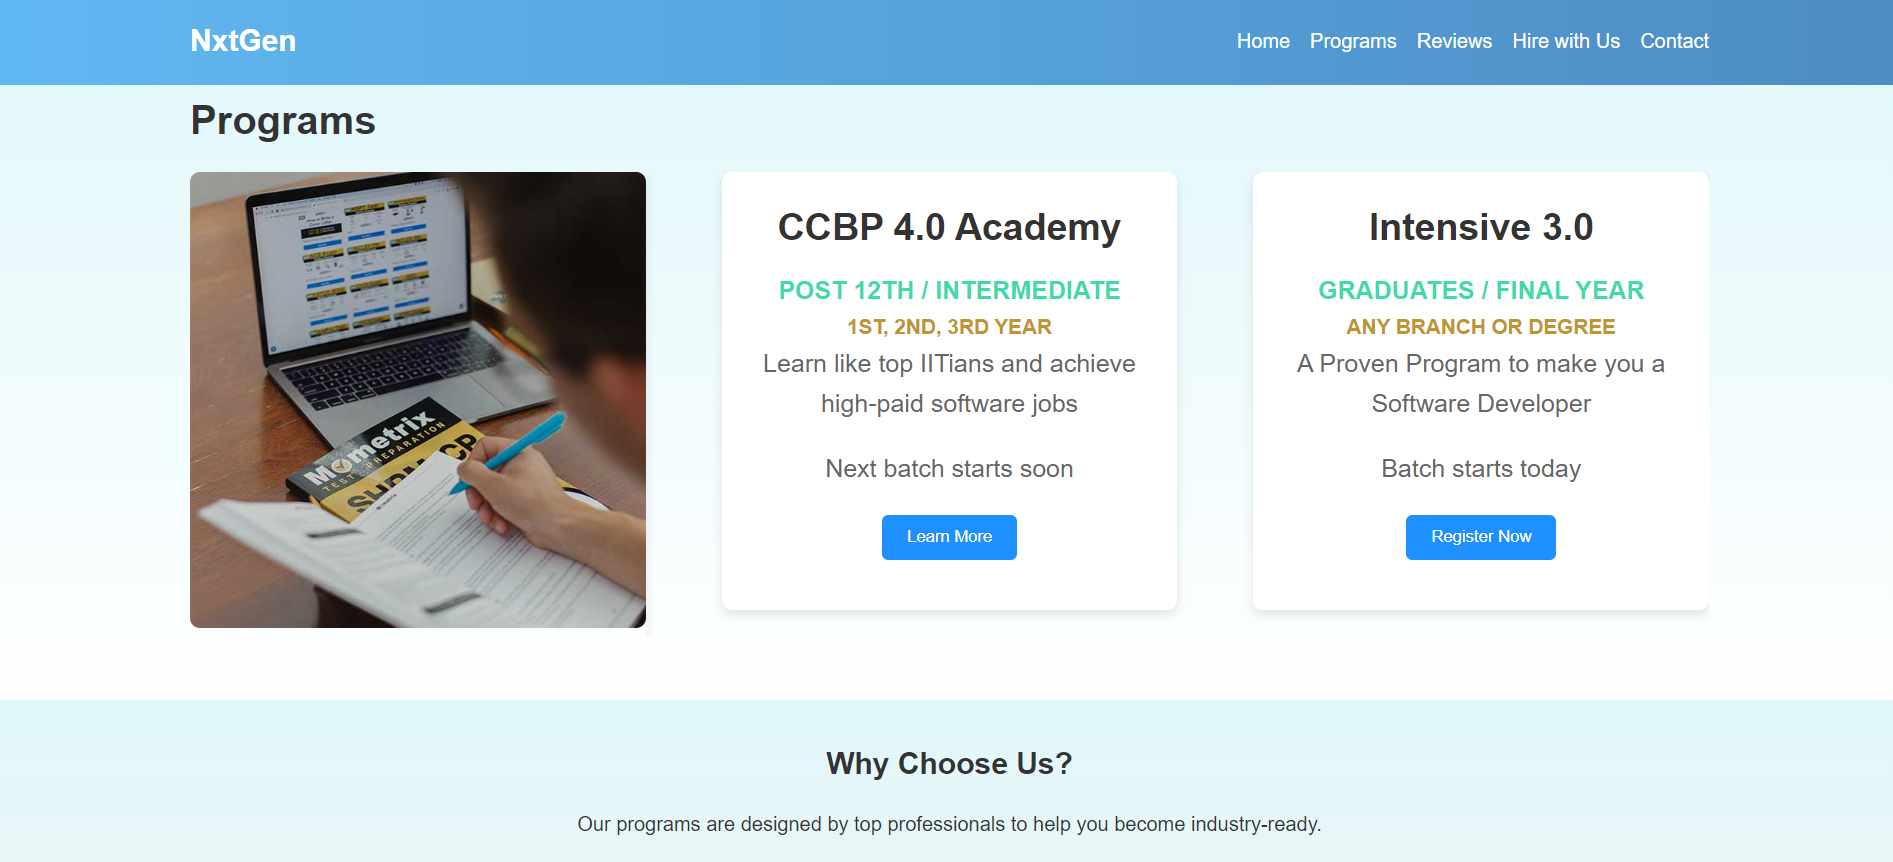 NxtGen
Home Programs Reviews Hire with Us Contact
Programs
Mometrix
TEST PREPARATION
CCBP 4.0 Academy
POST 12TH / INTERMEDIATE
1ST, 2ND, 3RD YEAR
Learn like top IITians and achieve
high-paid software jobs
Next batch starts soon
Learn More
Intensive 3.0
GRADUATES / FINAL YEAR
ANY BRANCH OR DEGREE
A Proven Program to make you a
Software Developer
Batch starts today
Register Now
Why Choose Us?
Our programs are designed by top professionals to help you become industry-ready.